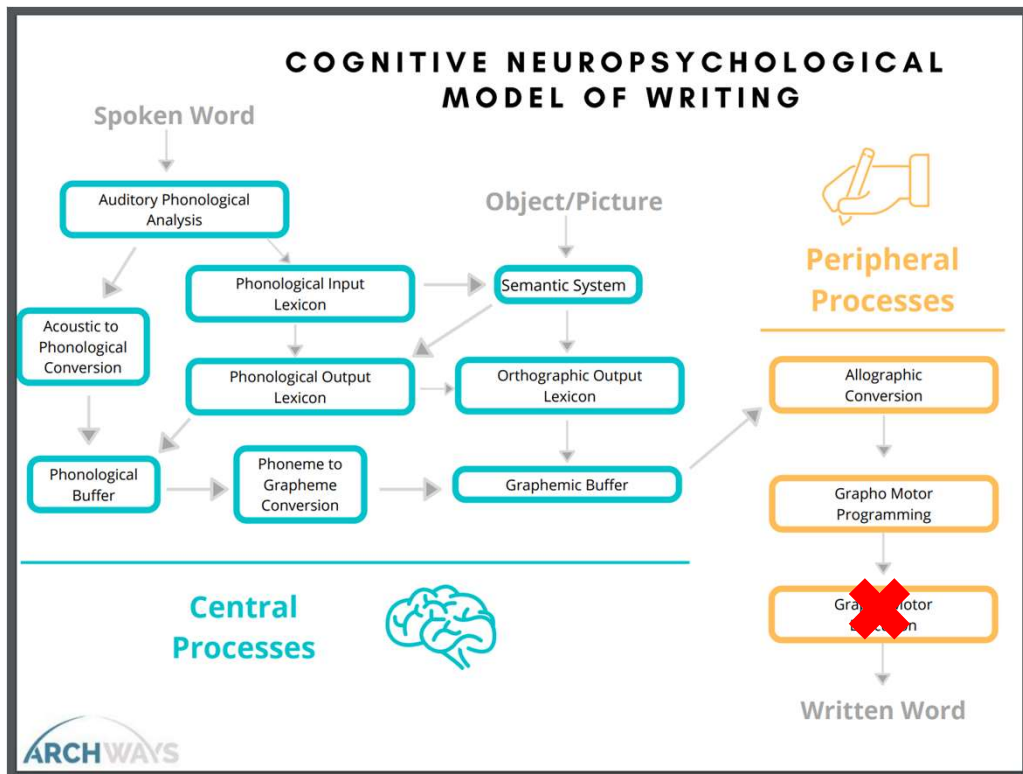 COGNITIVE NEUROPSYCHOLOGICAL
MODEL OF WRITING
Spoken Word
Auditory Phonological
Analysis
Object/Picture
Peripheral
Processes
Phonological Input
Lexicon
Semantic System
Acoustic to
Phonological
Conversion
Phonological Output
Lexicon
Orthographic Output
Lexicon
Allographic
Conversion
Phonological
Buffer
Phoneme to
Grapheme
Conversion
Graphemic Buffer
Grapho Motor
Programming
Central
Processes
Motor
Written Word
ARCHWAYS